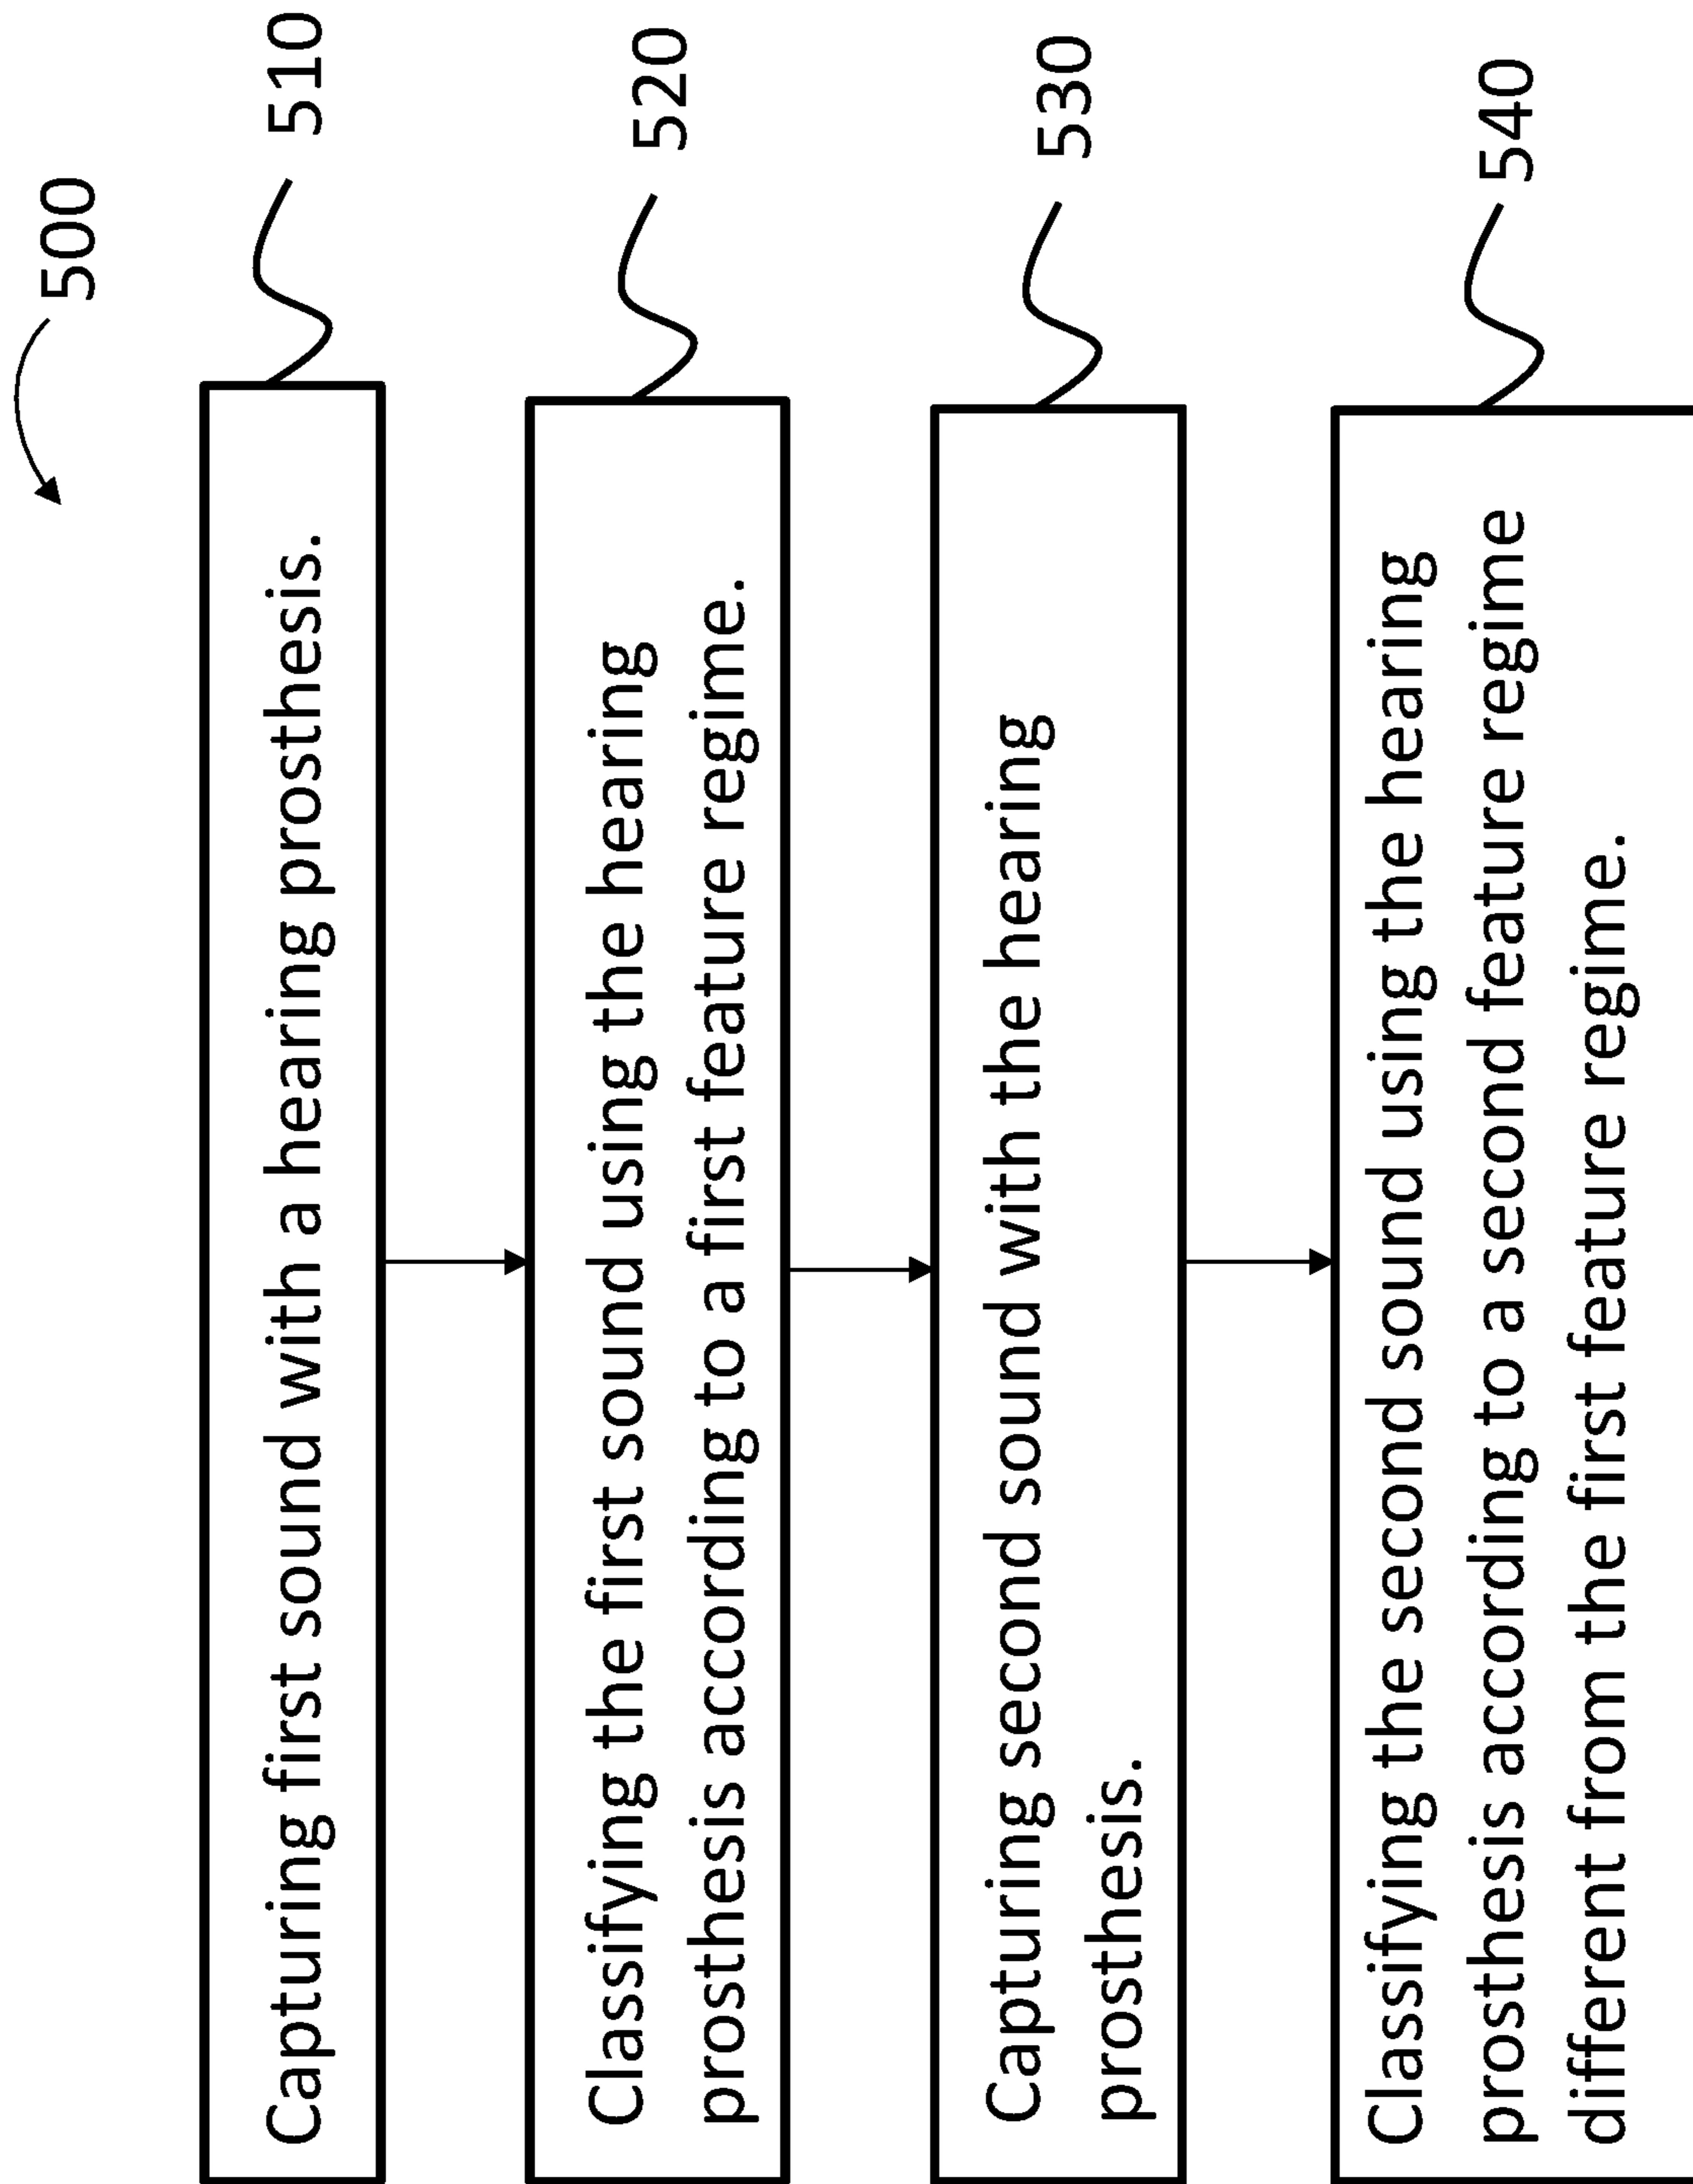 500
Capturing first sound with a hearing prosthesis.
510
Classifying the first sound using the hearing
prosthesis according to a first feature regime.
520
Capturing second sound with the hearing
prosthesis.
530
Classifying the second sound using the hearing
prosthesis according to a second feature regime
different from the first feature regime.
540